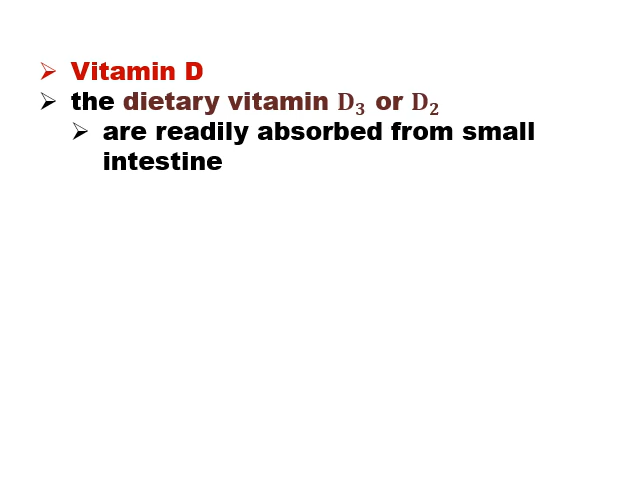 ➢ Vitamin D
➢ the dietary vitamin D₃ or D₂
➢ are readily absorbed from small
intestine